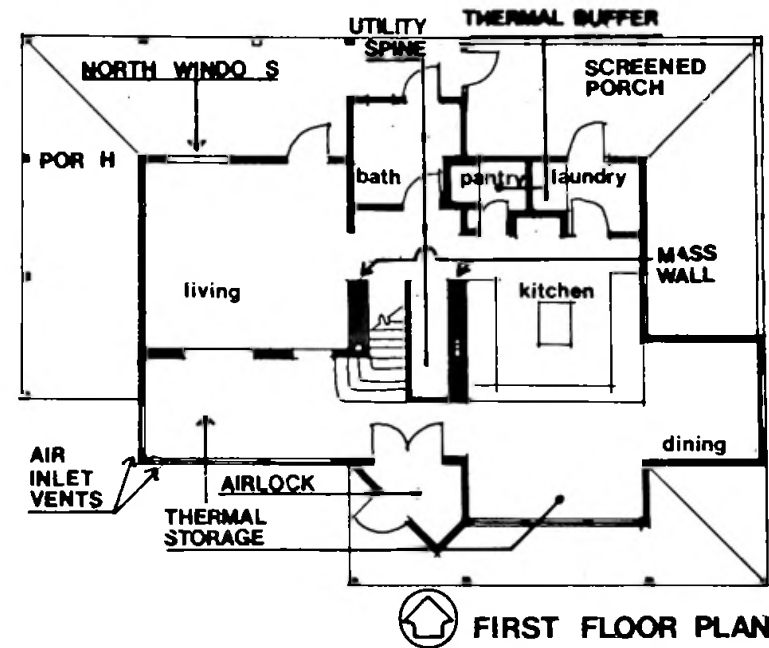 UTILITY
SPINE
THERMAL BUFFER
NORTH WINDO S
SCREENED
PORCH
POR H
bath
pantry
laundry
MASS
WALL
living
kitchen
dining
AIR
INLET
VENTS
AIRLOCK
THERMAL
STORAGE
FIRST FLOOR PLAN